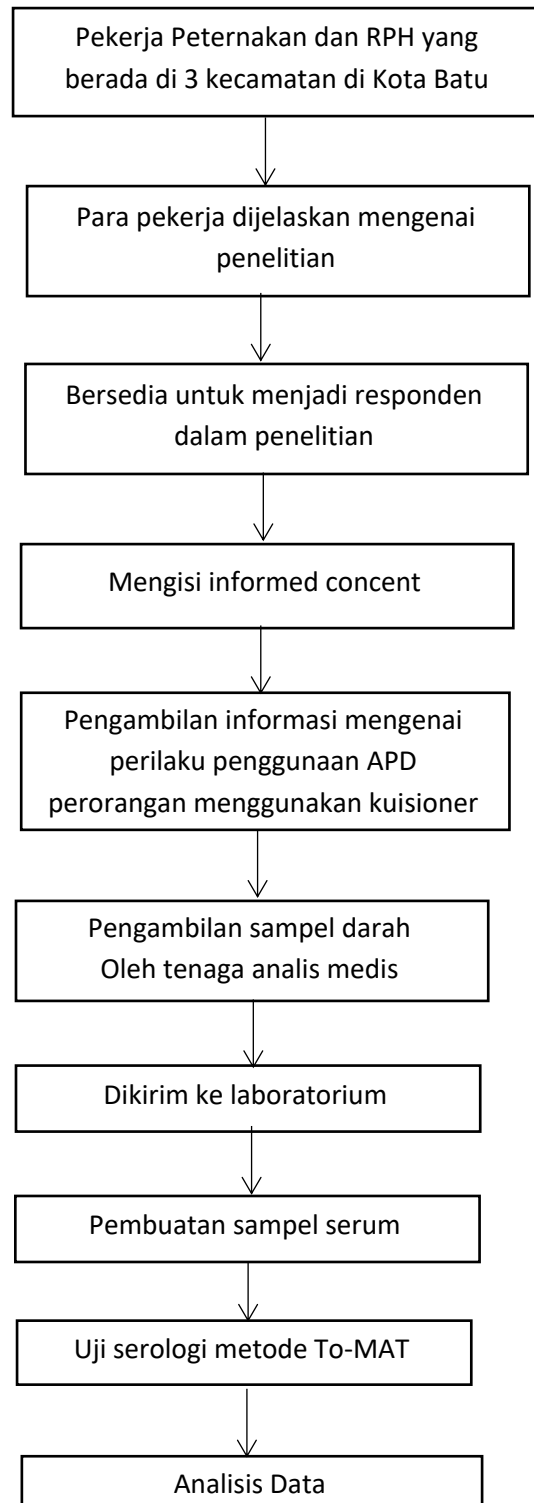 Pekerja Peternakan dan RPH yang
berada di 3 kecamatan di Kota Batu
Para pekerja dijelaskan mengenai
penelitian
Bersedia untuk menjadi responden
dalam penelitian
Mengisi informed concent
Pengambilan informasi mengenai
perilaku penggunaan APD
perorangan menggunakan kuisioner
Pengambilan sampel darah
Oleh tenaga analis medis
Dikirim ke laboratorium
Pembuatan sampel serum
Uji serologi metode To-MAT
Analisis Data